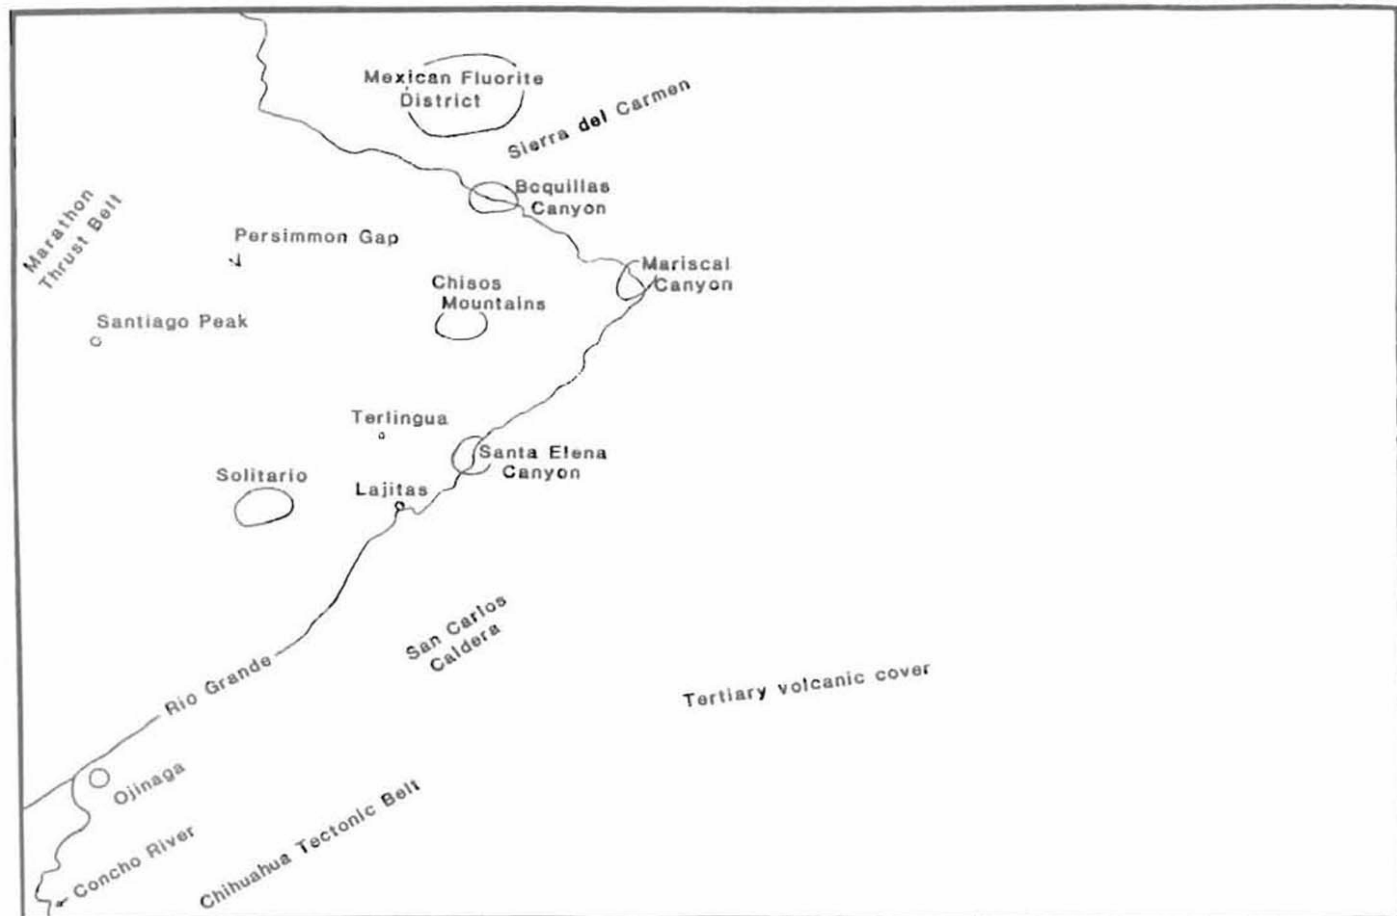 Mexican Fluorite
District
Sierra del Carmen
Bcquillas
Canyon
Marathon
Thrust Belt
Persimmon Gap
Mariscal
Canyon
Chisos
Mountains
Santiago Peak
Terlingua
Santa Elena
Canyon
Solitario
Lajitas
San Carlos
Caldera
Rio Grande
Tertiary volcanic cover
Ojinaga
Chihuahua Tectonic Belt
Concho River